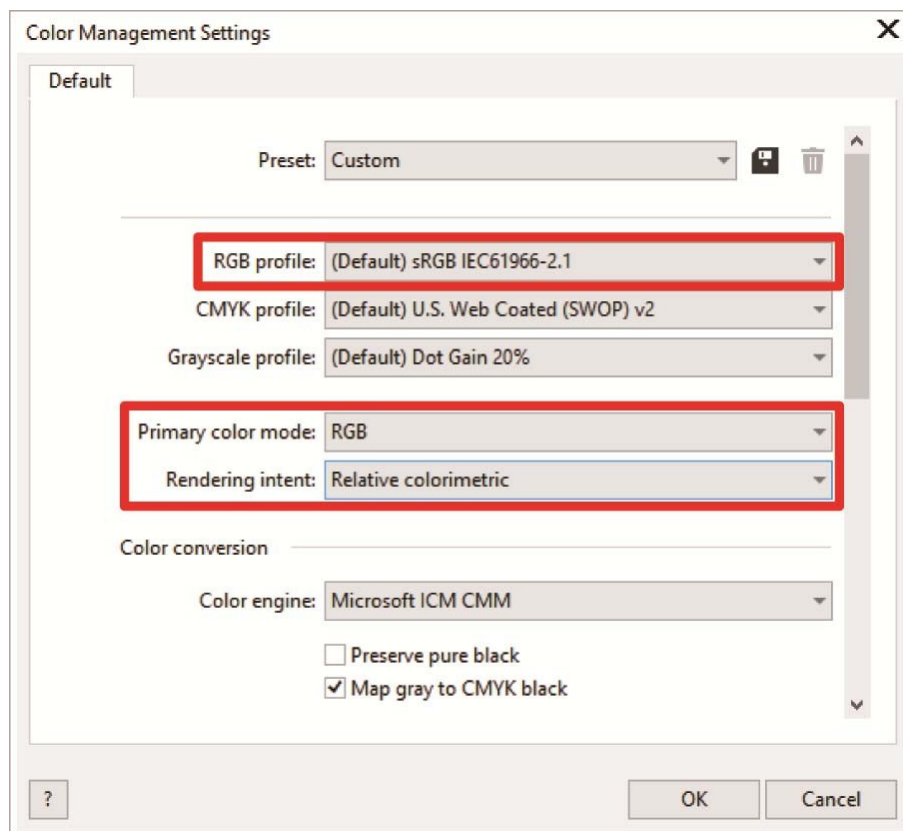 Color Management Settings
Default
Preset: Custom
RGB profile: (Default) sRGB IEC61966-2.1
CMYK profile: (Default) U.S. Web Coated (SWOP) v2
Grayscale profile: (Default) Dot Gain 20%
Primary color mode: RGB
Rendering intent: Relative colorimetric
Color conversion
Color engine: Microsoft ICM CMM
Preserve pure black
Map gray to CMYK black
? OK Cancel